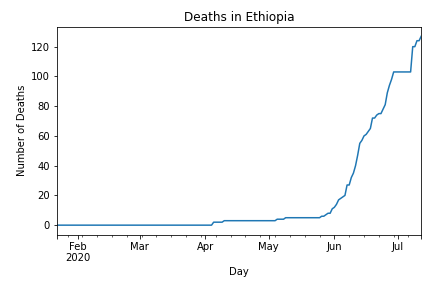 Deaths in Ethiopia
Number of Deaths
120
100
80
60
40
20
0
Feb
2020
Mar
Apr
May
Jun
Jul
Day